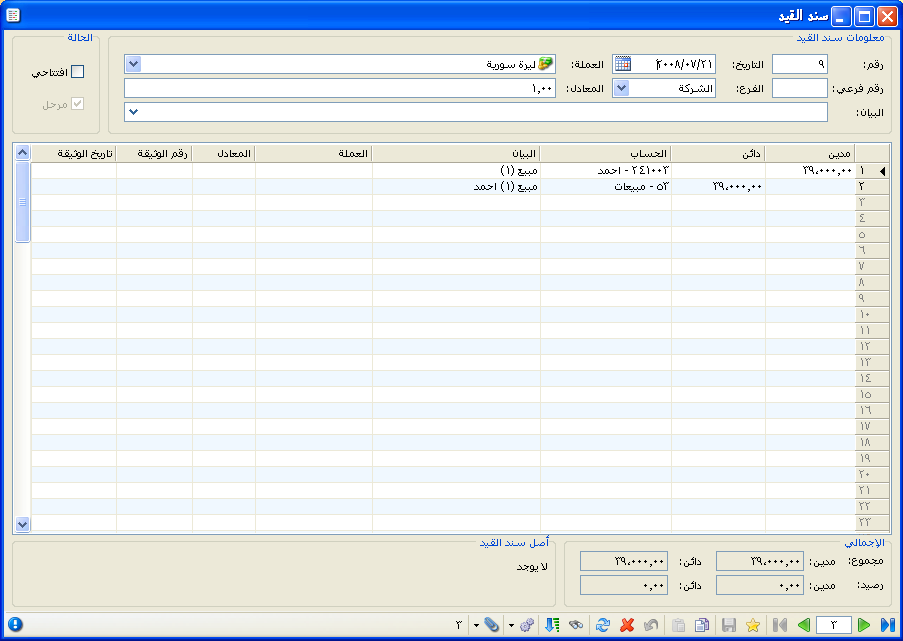 سند القيد
معلومات سند القيد
رقم: ٩ التاريخ: ٢٠٠٨/٠٧/٢١ العملة: ليرة سورية
رقم فرعي: الفرع: الشركة المعادل: ١,٠٠
البيان:
الحالة
افتتاحي
مرحل
مدين دائن الحساب البيان العملة المعادل رقم الوثيقة تاريخ الوثيقة
١ ٣٩,٠٠٠,٠٠ ٢٤١٠٠٣ - احمد مبيع (١)
٢ ٣٩,٠٠٠,٠٠ ٥٣ - مبيعات مبيع (١) احمد
٣
٤
٥
٦
٧
٨
٩
١٠
١١
١٢
١٣
١٤
١٥
١٦
١٧
١٨
١٩
٢٠
٢١
٢٢
٢٣
الإجمالي
مجموع: مدين: ٣٩,٠٠٠,٠٠ دائن: ٣٩,٠٠٠,٠٠
رصيد: مدين: ٠,٠٠ دائن: ٠,٠٠
أصل سند القيد
لا يوجد
٣ ٣